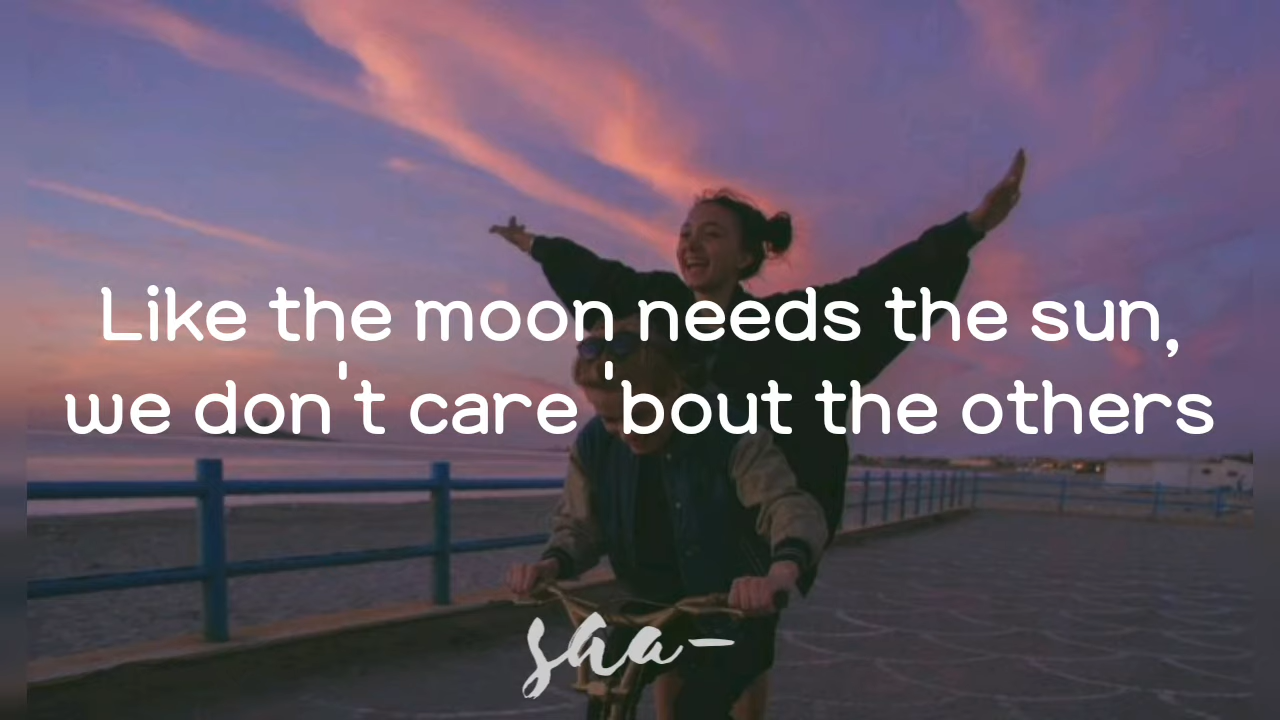 Like the moon needs the sun,
we don't care 'bout the others
saa-